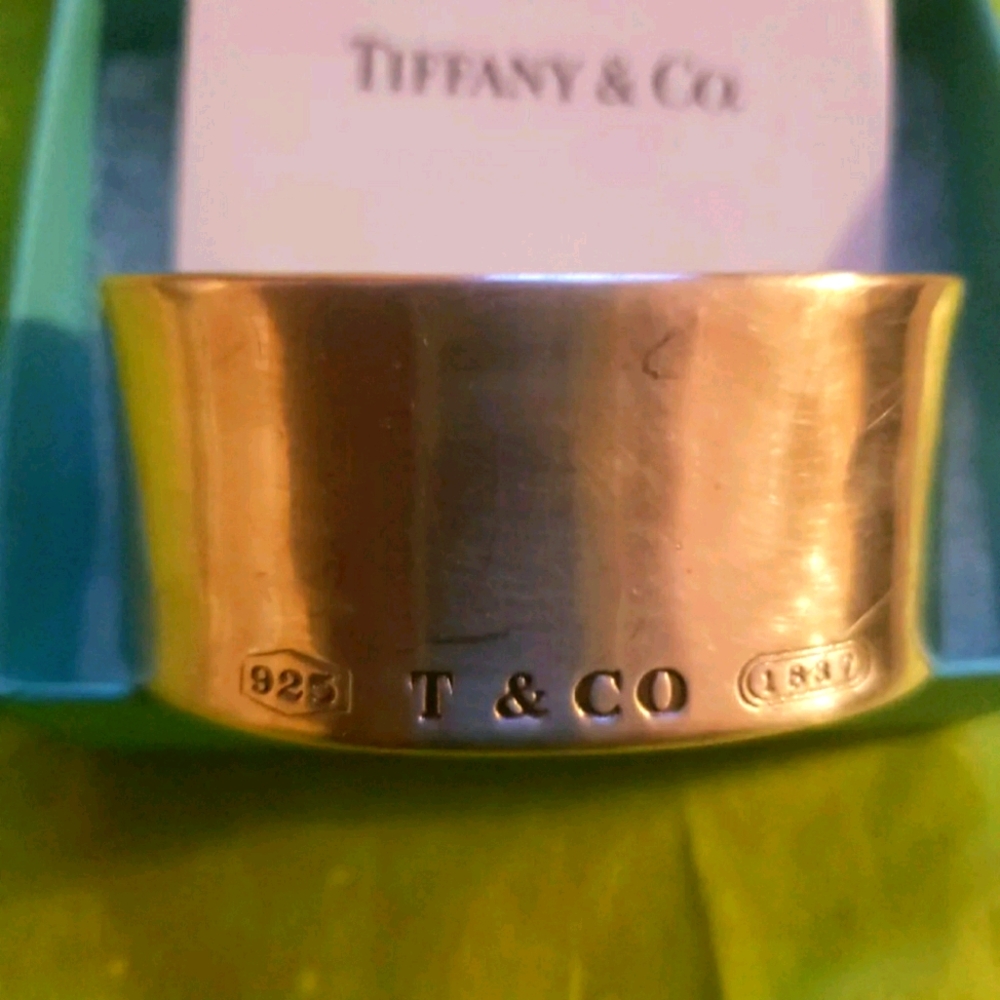 TIFFANY & CO.
925 T & CO 1837